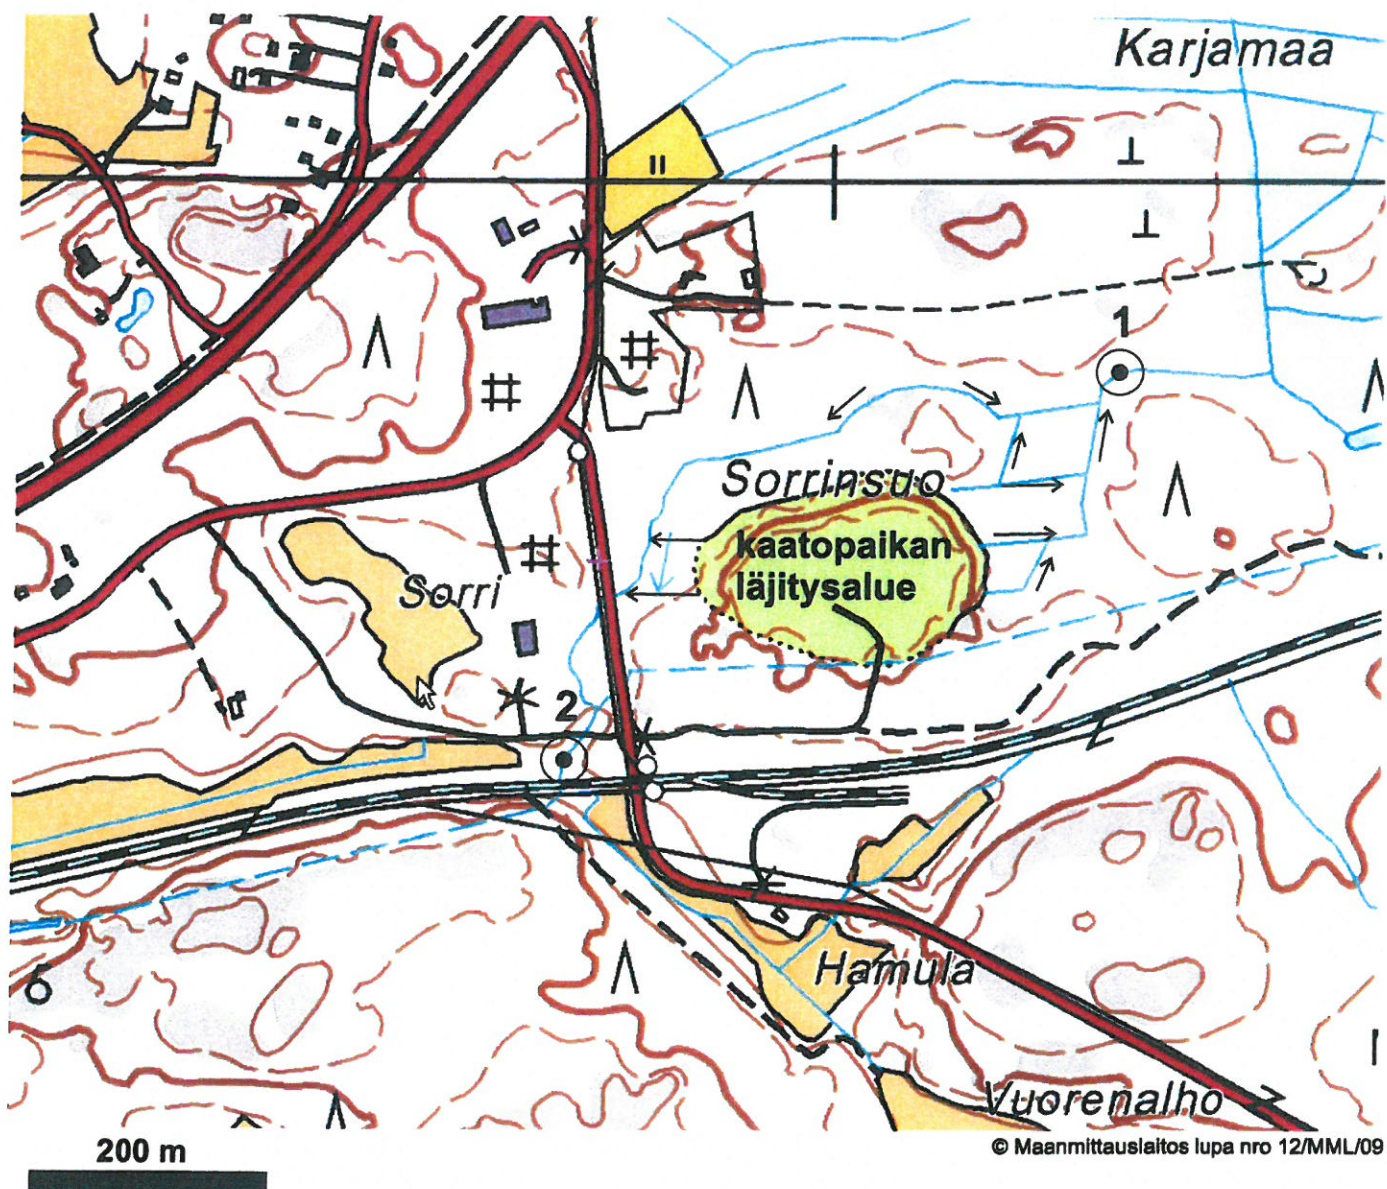 Karjamaa
1
Sorrinsuo
kaatopaikan
läjitysalue
Sorri
2
Hamula
Vuorenalho
200 m
© Maanmittauslaitos lupa nro 12/MML/09